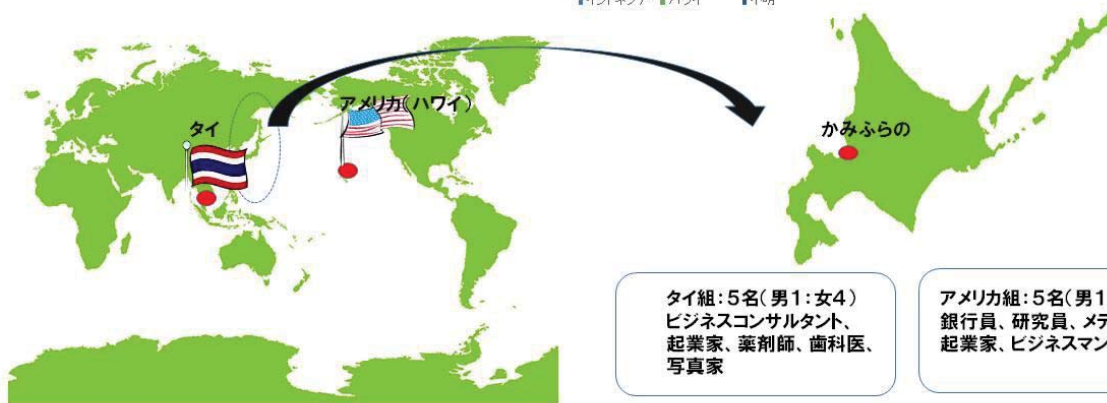 タイ
アメリカ(ハワイ)
かみふらの
タイ組:5名(男1:女4)
ビジネスコンサルタント、
起業家、薬剤師、歯科医、
写真家
アメリカ組:5名(男1
銀行員、研究員、メデ
起業家、ビジネスマン